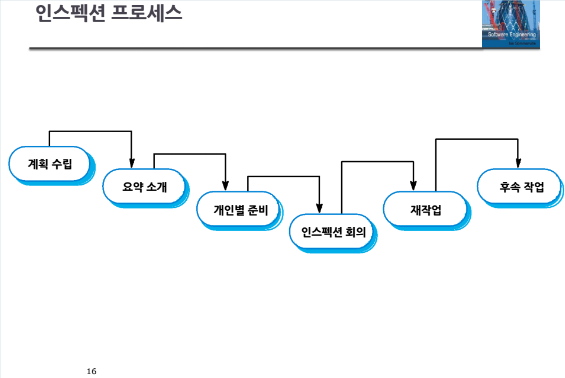 인스펙션 프로세스
Software Engineering
계획 수립
요약 소개
개인별 준비
인스펙션 회의
재작업
후속 작업
16